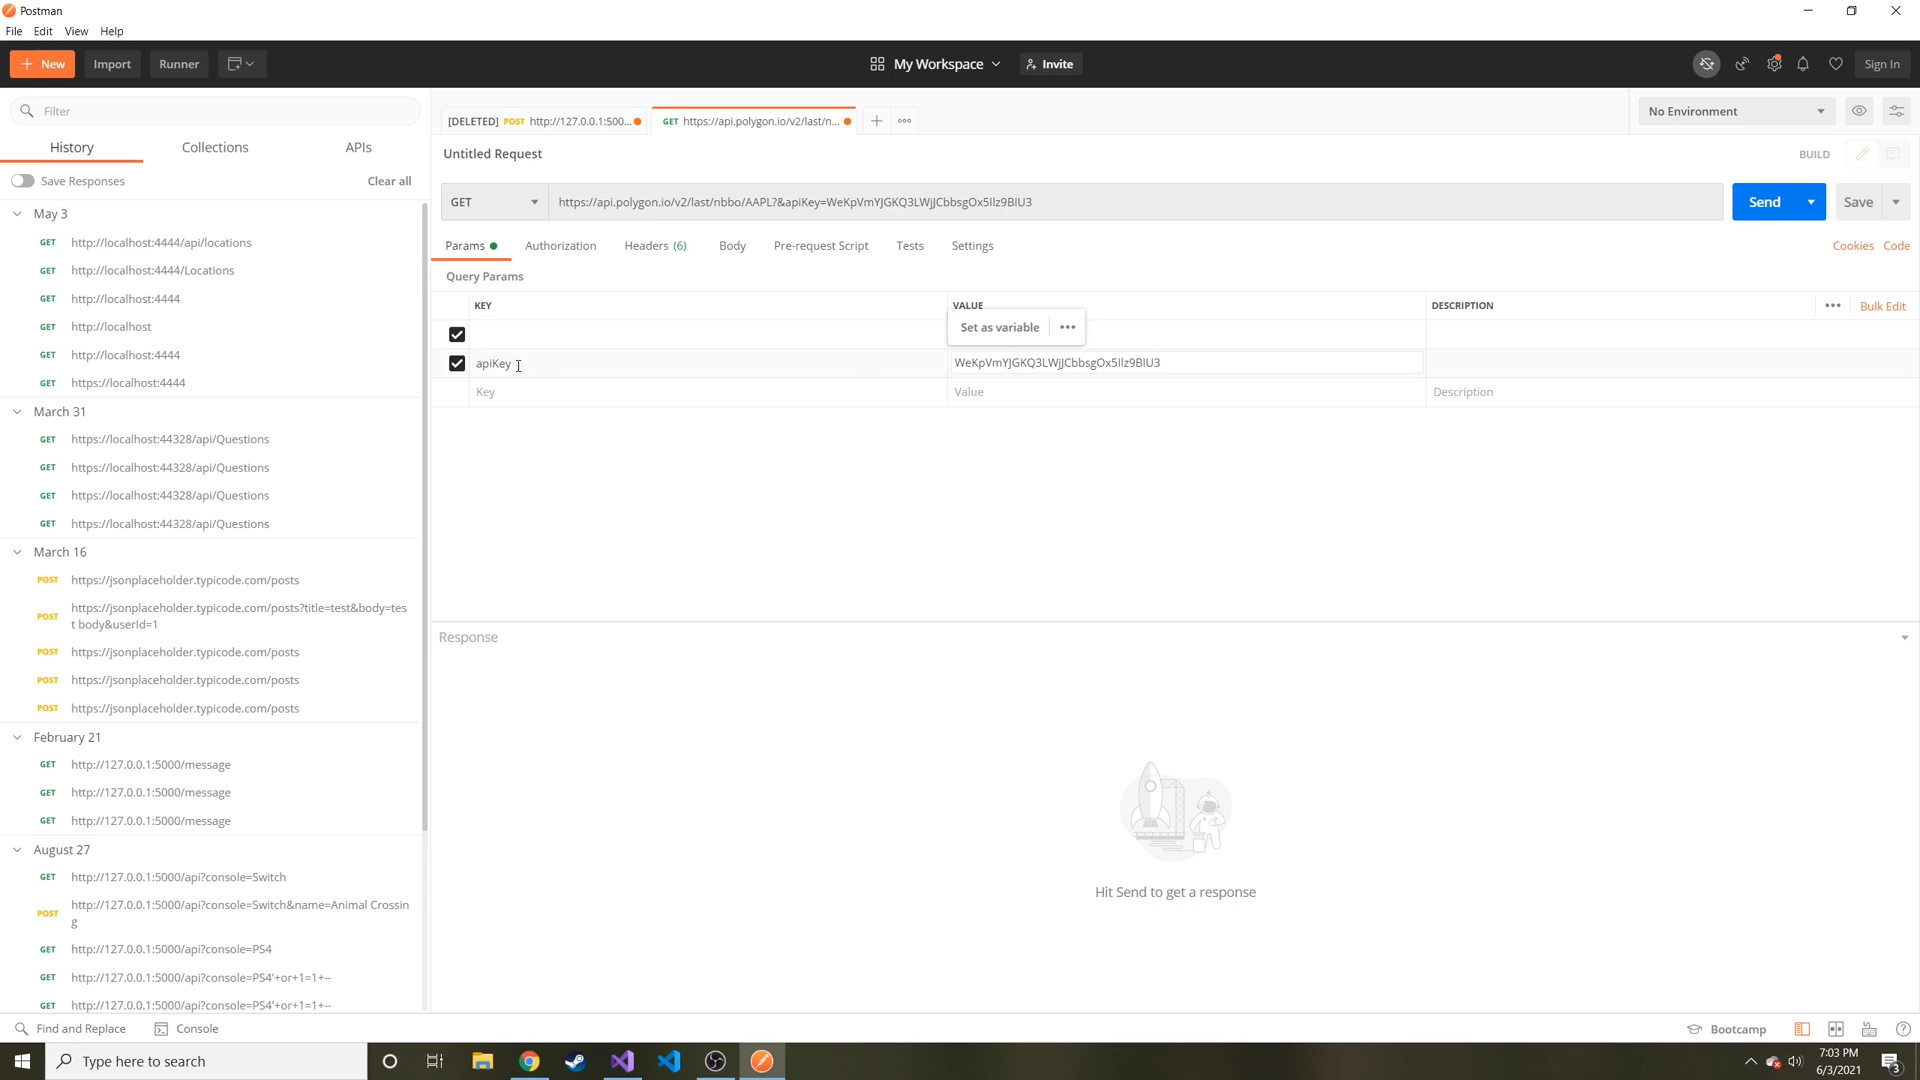 Postman
File Edit View Help
New Import Runner My Workspace Invite Sign In
Filter
[DELETED] POST http://127.0.0.1:500... GET https://api.polygon.io/v2/last/n... No Environment
History Collections APIs
Untitled Request BUILD
Save Responses Clear all
GET https://api.polygon.io/v2/last/nbbo/AAPL?&apiKey=WeKpVmYJGKQ3LWjJCbbsgOx5Ilz9BIU3 Send Save
Params Authorization Headers (6) Body Pre-request Script Tests Settings Cookies Code
Query Params
KEY VALUE DESCRIPTION Bulk Edit
Set as variable
apiKey WeKpVmYJGKQ3LWjJCbbsgOx5Ilz9BIU3
Key Value Description
May 3
GET http://localhost:4444/api/locations
GET http://localhost:4444/Locations
GET http://localhost:4444
GET http://localhost
GET http://localhost:4444
GET https://localhost:4444
March 31
GET https://localhost:44328/api/Questions
GET https://localhost:44328/api/Questions
GET https://localhost:44328/api/Questions
GET https://localhost:44328/api/Questions
March 16
POST https://jsonplaceholder.typicode.com/posts
POST https://jsonplaceholder.typicode.com/posts?title=test&body=tes
t body&userId=1
POST https://jsonplaceholder.typicode.com/posts
POST https://jsonplaceholder.typicode.com/posts
POST https://jsonplaceholder.typicode.com/posts
February 21
GET http://127.0.0.1:5000/message
GET http://127.0.0.1:5000/message
GET http://127.0.0.1:5000/message
August 27
GET http://127.0.0.1:5000/api?console=Switch
POST http://127.0.0.1:5000/api?console=Switch&name=Animal Crossin
g
GET http://127.0.0.1:5000/api?console=PS4
GET http://127.0.0.1:5000/api?console=PS4'+or+1=1+--
GET http://127.0.0.1:5000/api?console=PS4'+or+1=1+--
Response
Hit Send to get a response
Find and Replace Console Bootcamp
Type here to search
7:03 PM
6/3/2021
3